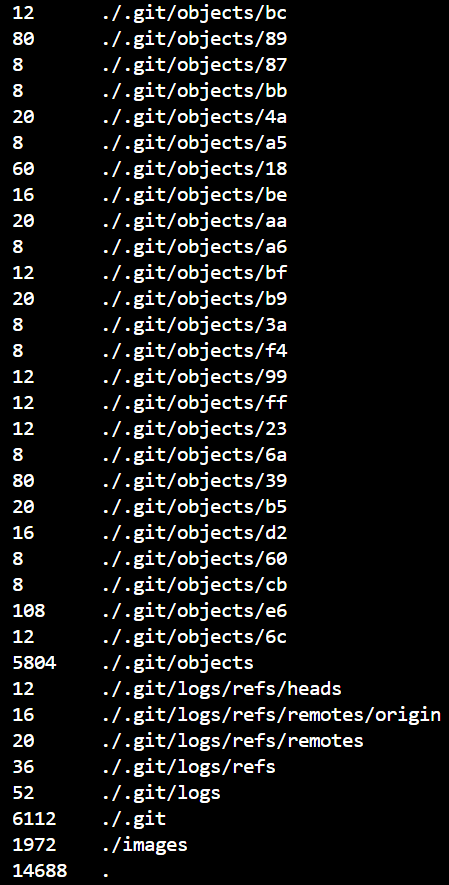 12 ./.git/objects/bc
80 ./.git/objects/89
8 ./.git/objects/87
8 ./.git/objects/bb
20 ./.git/objects/4a
8 ./.git/objects/a5
60 ./.git/objects/18
16 ./.git/objects/be
20 ./.git/objects/aa
8 ./.git/objects/a6
12 ./.git/objects/bf
20 ./.git/objects/b9
8 ./.git/objects/3a
8 ./.git/objects/f4
12 ./.git/objects/99
12 ./.git/objects/ff
12 ./.git/objects/23
8 ./.git/objects/6a
80 ./.git/objects/39
20 ./.git/objects/b5
16 ./.git/objects/d2
8 ./.git/objects/60
8 ./.git/objects/cb
108 ./.git/objects/e6
12 ./.git/objects/6c
5804 ./.git/objects
12 ./.git/logs/refs/heads
16 ./.git/logs/refs/remotes/origin
20 ./.git/logs/refs/remotes
36 ./.git/logs/refs
52 ./.git/logs
6112 ./.git
1972 ./images
14688 .